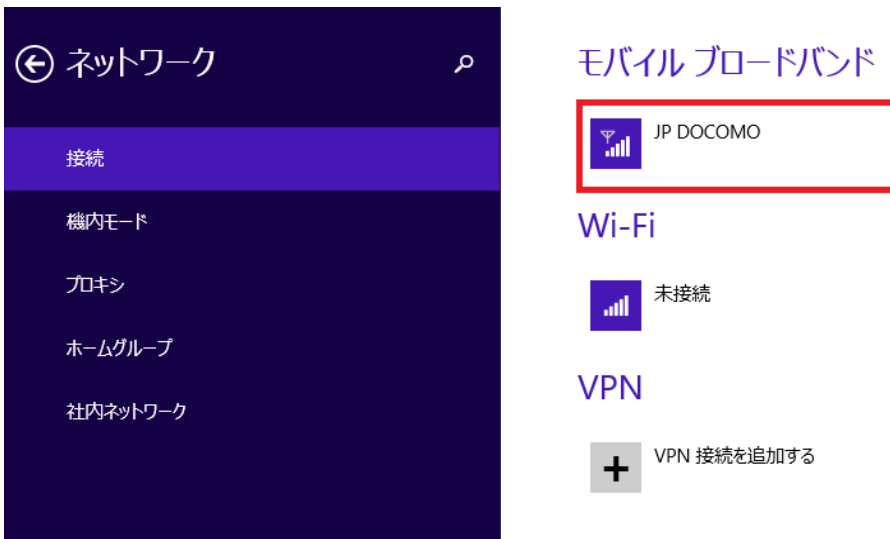 ネットワーク
接続
機内モード
プロキシ
ホームグループ
社内ネットワーク
モバイル ブロードバンド
JP DOCOMO
Wi-Fi
未接続
VPN
VPN 接続を追加する